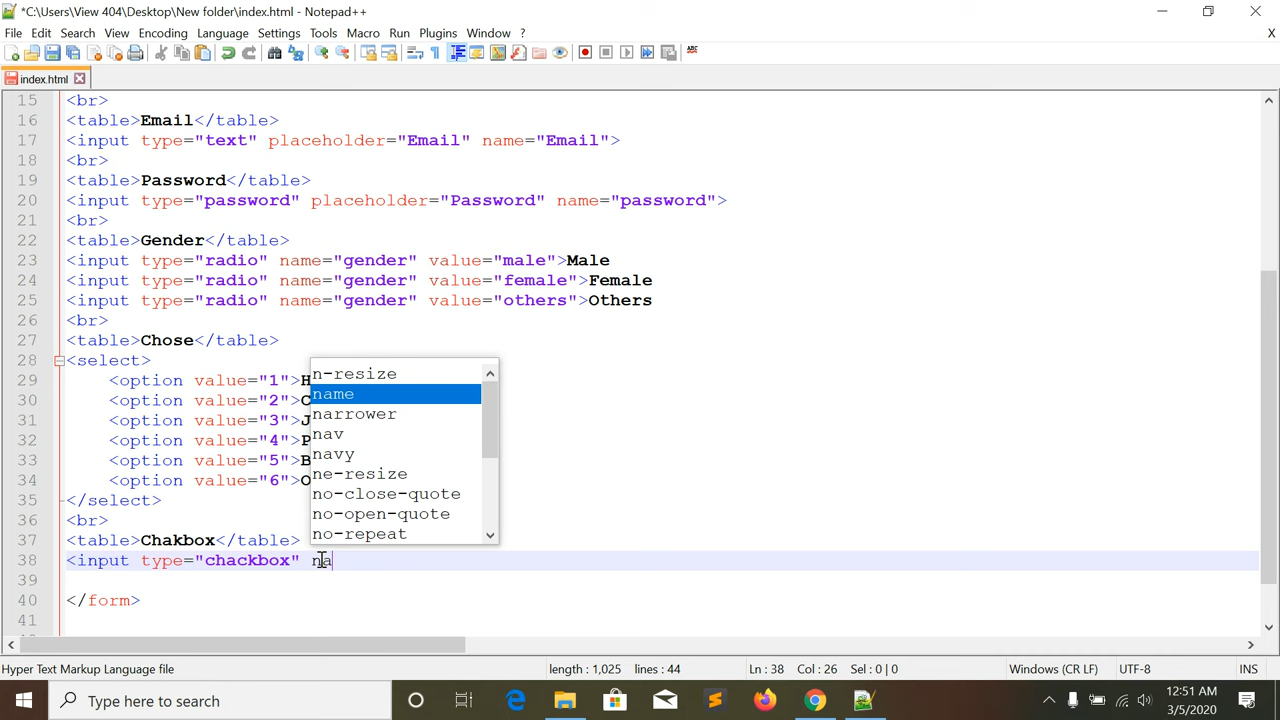 *C:\Users\View 404\Desktop\New folder\index.html - Notepad++
File Edit Search View Encoding Language Settings Tools Macro Run Plugins Window ? X
index.html
15 <br>
16 <table>Email</table>
17 <input type="text" placeholder="Email" name="Email">
18 <br>
19 <table>Password</table>
20 <input type="password" placeholder="Password" name="password">
21 <br>
22 <table>Gender</table>
23 <input type="radio" name="gender" value="male">Male
24 <input type="radio" name="gender" value="female">Female
25 <input type="radio" name="gender" value="others">Others
26 <br>
27 <table>Chose</table>
28 <select>
29 <option value="1">H
30 <option value="2">C
31 <option value="3">J
32 <option value="4">P
33 <option value="5">B
34 <option value="6">O
35 </select>
36 <br>
37 <table>Chakbox</table>
38 <input type="chackbox" na
39
40 </form>
41
n-resize
name
narrower
nav
navy
ne-resize
no-close-quote
no-open-quote
no-repeat
Hyper Text Markup Language file length : 1,025 lines : 44 Ln : 38 Col : 26 Sel : 0 | 0 Windows (CR LF) UTF-8 INS
Type here to search
12:51 AM
3/5/2020